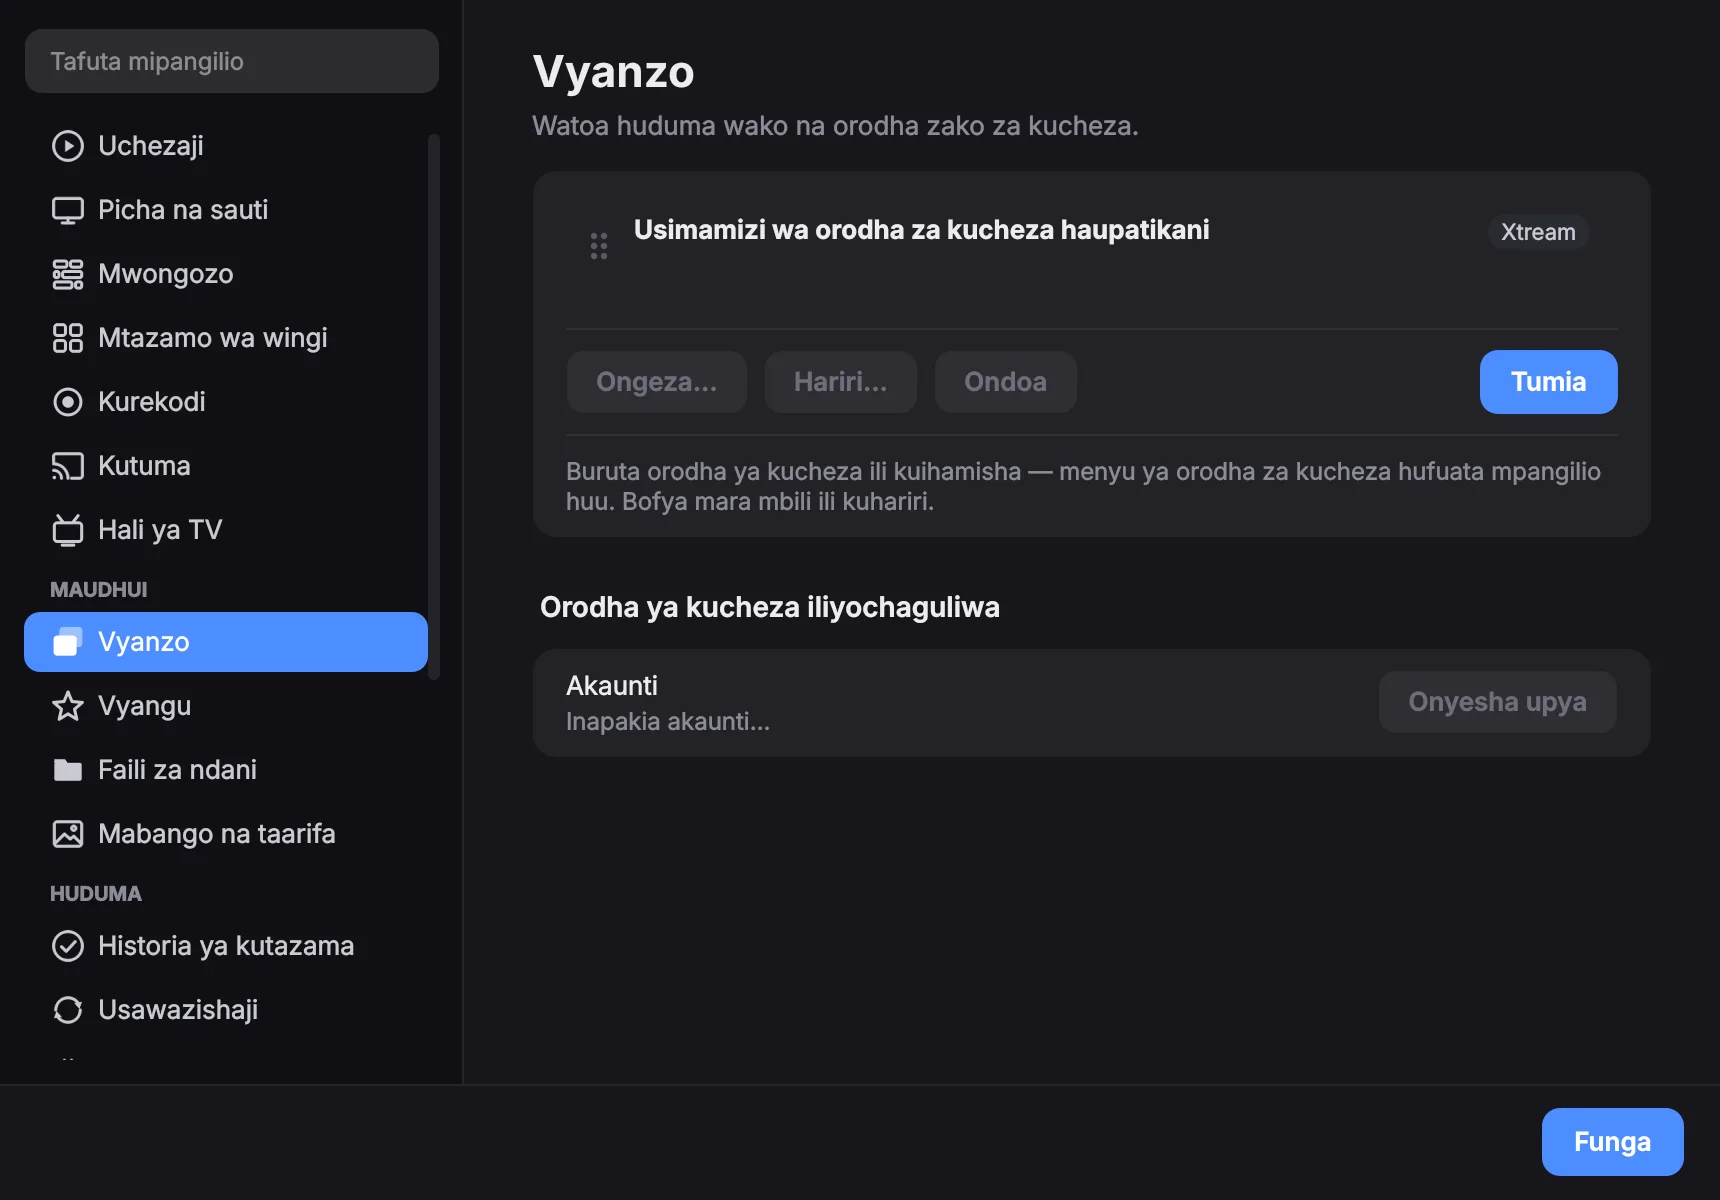 Tafuta mipangilio
Uchezaji
Picha na sauti
Mwongozo
Mtazamo wa wingi
Kurekodi
Kutuma
Hali ya TV
MAUDHUI
Vyanzo
Vyangu
Faili za ndani
Mabango na taarifa
HUDUMA
Historia ya kutazama
Usawazishaji
Vyanzo
Watoa huduma wako na orodha zako za kucheza.
Usimamizi wa orodha za kucheza haupatikani
Xtream
Ongeza...
Hariri...
Ondoa
Tumia
Buruta orodha ya kucheza ili kuihamisha — menyu ya orodha za kucheza hufuata mpangilio
huu. Bofya mara mbili ili kuhariri.
Orodha ya kucheza iliyochaguliwa
Akaunti
Inapakia akaunti...
Onyesha upya
Funga